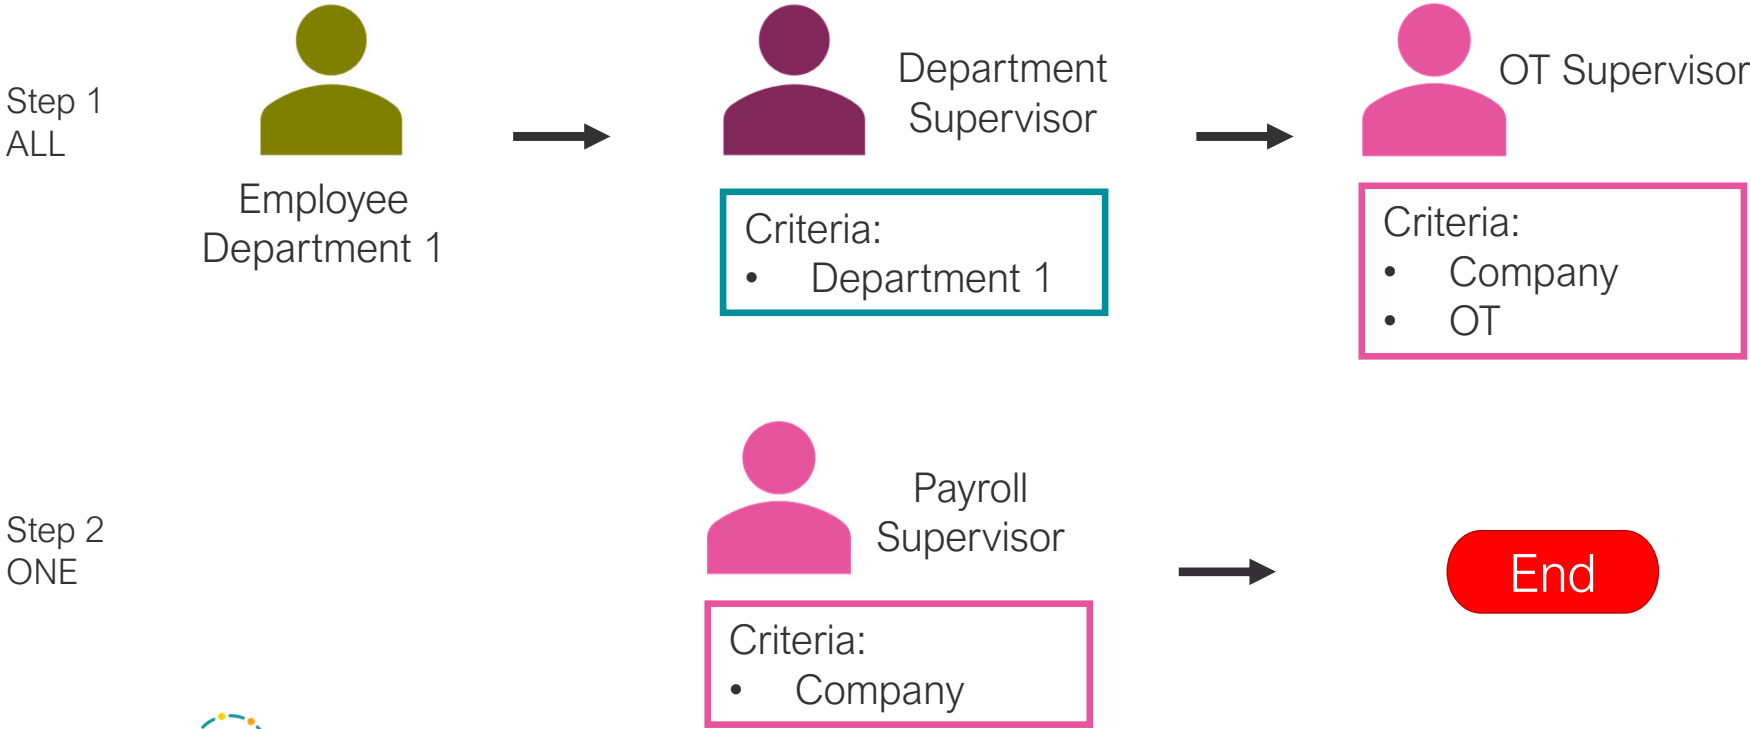 Step 1
ALL
Employee
Department 1
Department
Supervisor
Criteria:
• Department 1
OT Supervisor
Criteria:
• Company
• OT
Step 2
ONE
Payroll
Supervisor
Criteria:
• Company
End